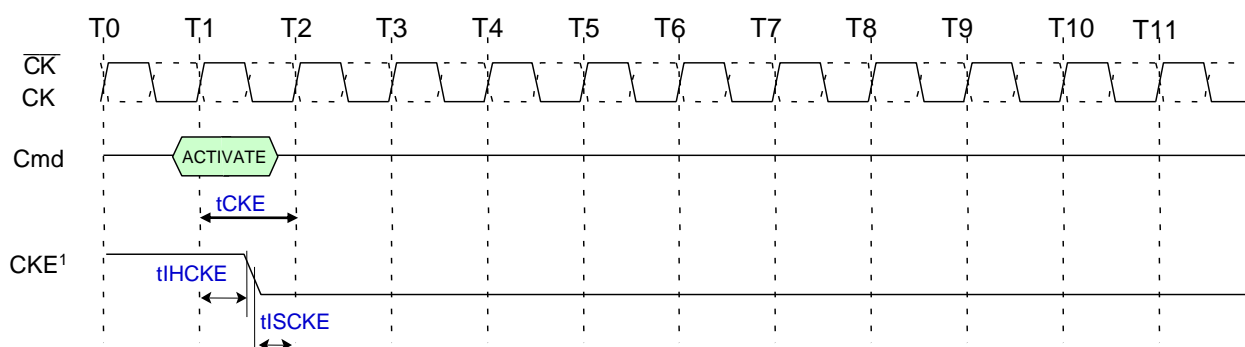 T0 T1 T2 T3 T4 T5 T6 T7 T8 T9 T10 T11
C̅K̅
CK
Cmd
ACTIVATE
tCKE
CKE¹
tIHCKE
tISCKE